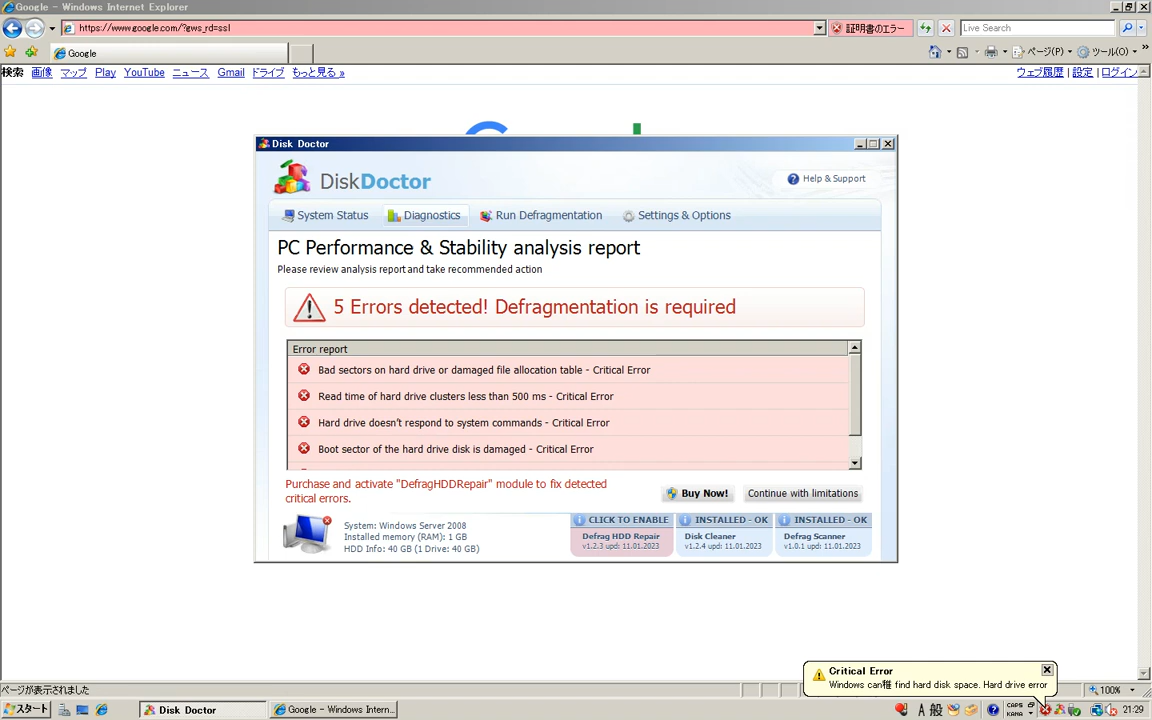 Google - Windows Internet Explorer
https://www.google.com/?gws_rd=ssl
証明書のエラー
Live Search
Google
ページ(P)
ツール(O)
検索 画像 マップ Play YouTube ニュース Gmail ドライブ もっと見る »
ウェブ履歴 | 設定 | ログイン
Disk Doctor
DiskDoctor
Help & Support
System Status
Diagnostics
Run Defragmentation
Settings & Options
PC Performance & Stability analysis report
Please review analysis report and take recommended action
5 Errors detected! Defragmentation is required
Error report
Bad sectors on hard drive or damaged file allocation table - Critical Error
Read time of hard drive clusters less than 500 ms - Critical Error
Hard drive doesn't respond to system commands - Critical Error
Boot sector of the hard drive disk is damaged - Critical Error
Purchase and activate "DefragHDDRepair" module to fix detected
critical errors.
Buy Now!
Continue with limitations
System: Windows Server 2008
Installed memory (RAM): 1 GB
HDD Info: 40 GB (1 Drive: 40 GB)
CLICK TO ENABLE
Defrag HDD Repair
v1.2.3 upd: 11.01.2023
INSTALLED - OK
Disk Cleaner
v1.2.4 upd: 11.01.2023
INSTALLED - OK
Defrag Scanner
v1.0.1 upd: 11.01.2023
Critical Error
Windows can稚 find hard disk space. Hard drive error
ページが表示されました
100%
スタート
Disk Doctor
Google - Windows Intern...
A 般
CAPS
KANA
21:29